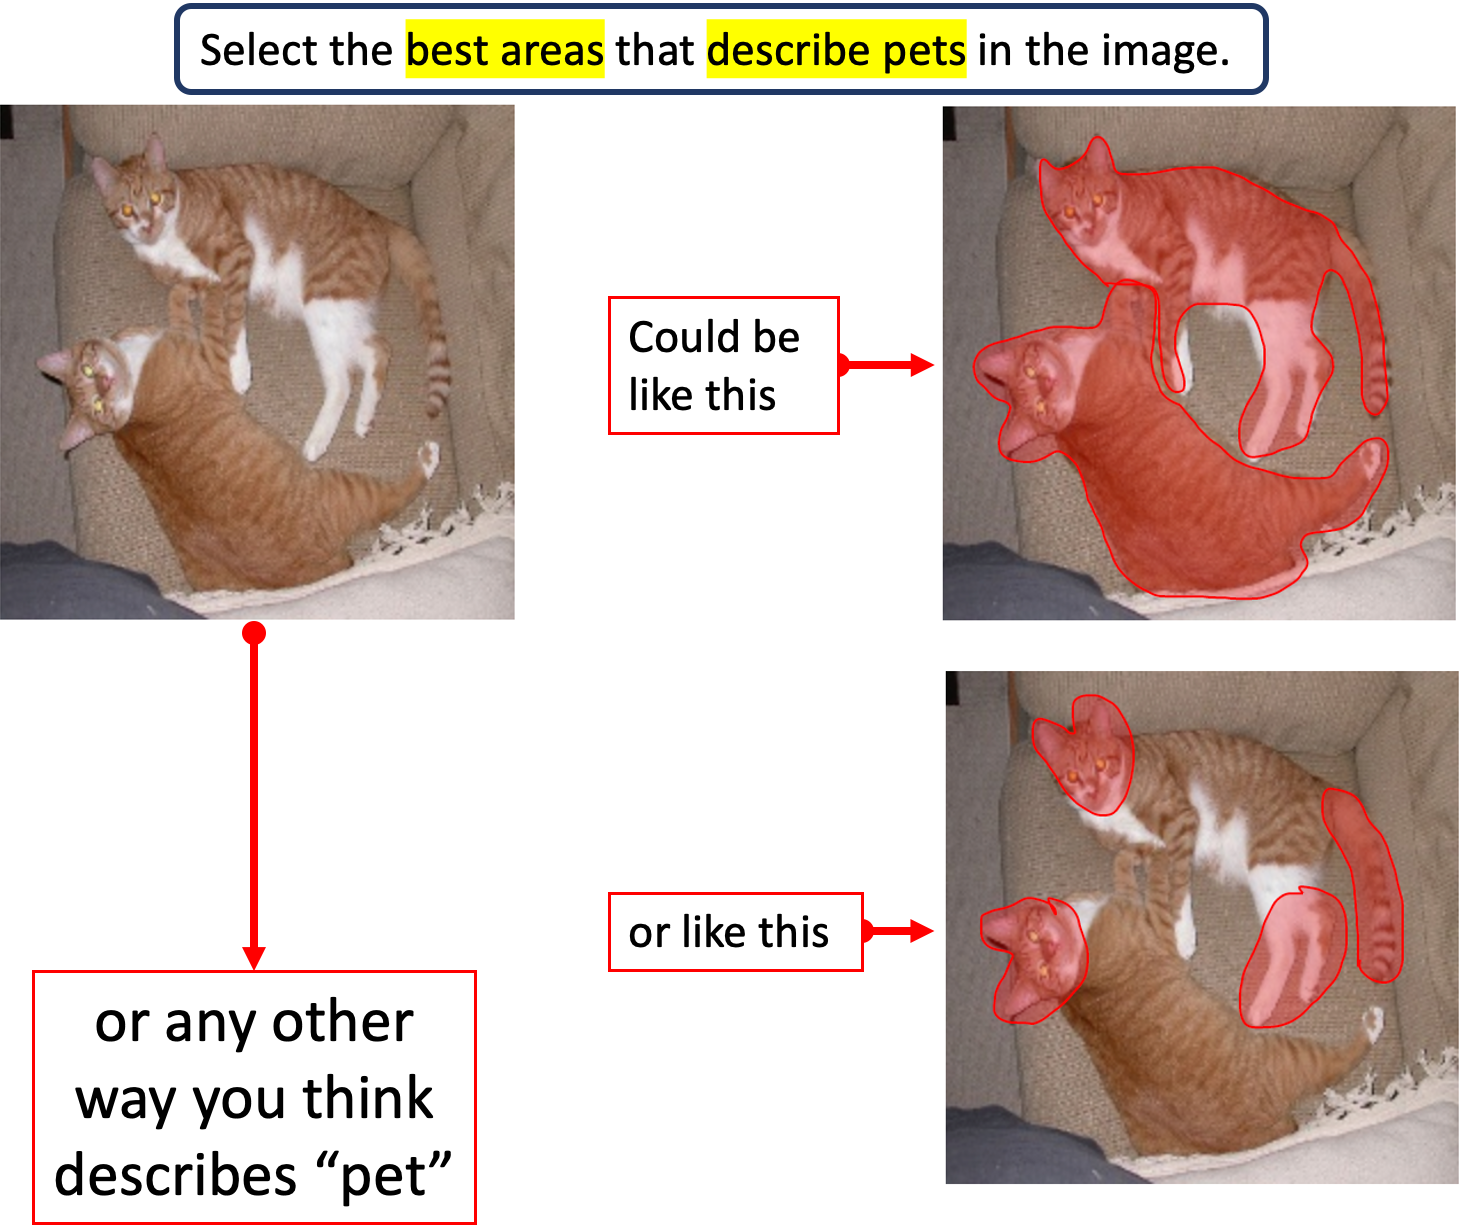 Select the best areas that describe pets in the image.
Could be
like this
or like this
or any other
way you think
describes “pet”